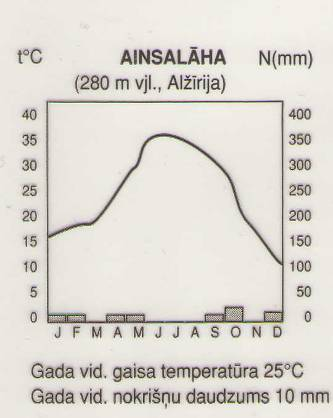 t°C AINSALĀHA N(mm)
(280 m vjl., Alžīrija)
40 400
35 350
30 300
25 250
20 200
15 150
10 100
5 50
0 0
J F M A M J J A S O N D
Gada vid. gaisa temperatūra 25°C
Gada vid. nokrišņu daudzums 10 mm